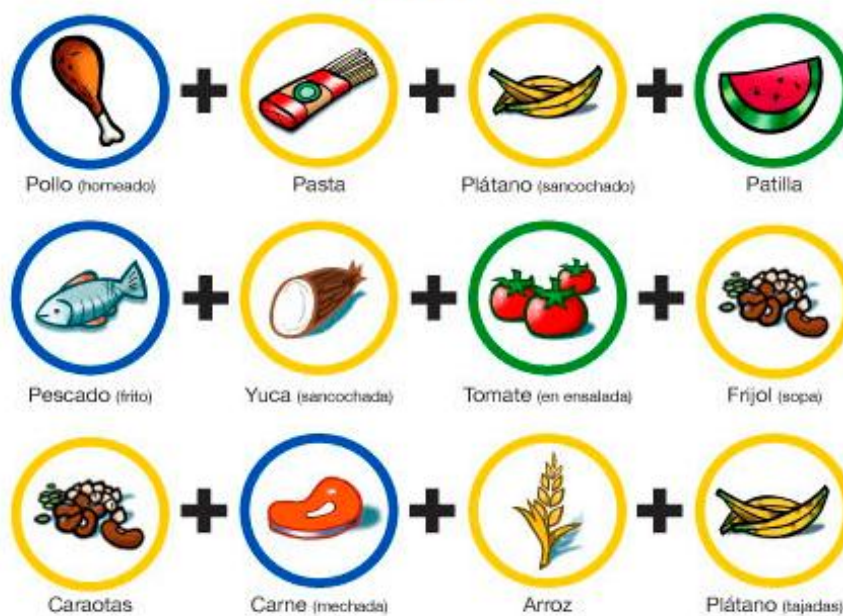 Pollo (horneado) Pasta Plátano (sancochado) Patilla
Pescado (frito) Yuca (sancochada) Tomate (en ensalada) Frijol (sopa)
Caraotas Carne (mechada) Arroz Plátano (tajadas)